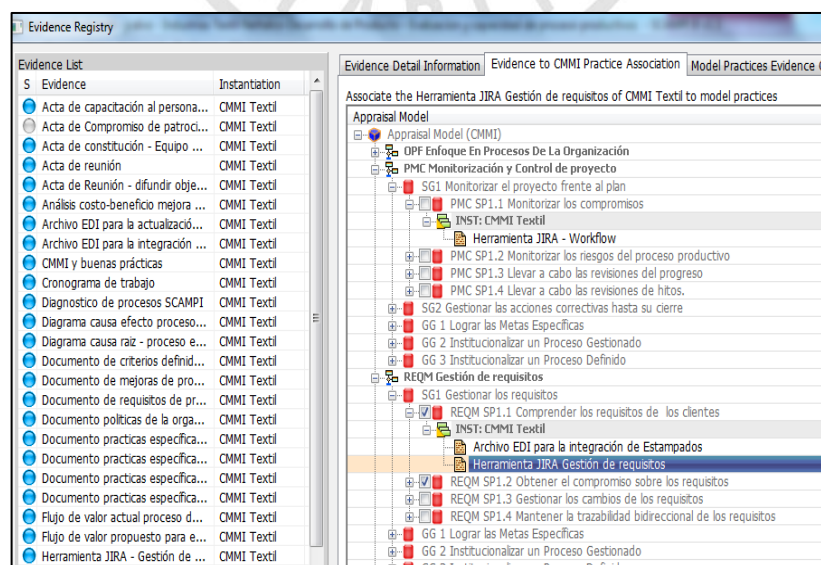 Evidence Registry
Evidence List
S Evidence Instantiation
Acta de capacitación al persona... CMMI Textil
Acta de Compromiso de patroci... CMMI Textil
Acta de constitución - Equipo ... CMMI Textil
Acta de reunión CMMI Textil
Acta de Reunión - difundir obje... CMMI Textil
Análisis costo-beneficio mejora ... CMMI Textil
Archivo EDI para la actualizació... CMMI Textil
Archivo EDI para la integración ... CMMI Textil
CMMI y buenas prácticas CMMI Textil
Cronograma de trabajo CMMI Textil
Diagnostico de procesos SCAMPI CMMI Textil
Diagrama causa efecto proceso... CMMI Textil
Diagrama causa raiz - proceso e... CMMI Textil
Documento de criterios definid... CMMI Textil
Documento de mejoras de pro... CMMI Textil
Documento de requisitos de pr... CMMI Textil
Documento politicas de la orga... CMMI Textil
Documento practicas especifica... CMMI Textil
Documento practicas especifica... CMMI Textil
Documento practicas especifica... CMMI Textil
Documento practicas especifica... CMMI Textil
Flujo de valor actual proceso d... CMMI Textil
Flujo de valor propuesto para e... CMMI Textil
Herramienta JIRA - Gestión de ... CMMI Textil
Evidence Detail Information Evidence to CMMI Practice Association Model Practices Evidence
Associate the Herramienta JIRA Gestión de requisitos of CMMI Textil to model practices
Appraisal Model
Appraisal Model (CMMI)
OPF Enfoque En Procesos De La Organización
PMC Monitorización y Control de proyecto
SG1 Monitorizar el proyecto frente al plan
PMC SP1.1 Monitorizar los compromisos
INST: CMMI Textil
Herramienta JIRA - Workflow
PMC SP1.2 Monitorizar los riesgos del proceso productivo
PMC SP1.3 Llevar a cabo las revisiones del progreso
PMC SP1.4 Llevar a cabo las revisiones de hitos.
SG2 Gestionar las acciones correctivas hasta su cierre
GG 1 Lograr las Metas Específicas
GG 2 Institucionalizar un Proceso Gestionado
GG 3 Institucionalizar un Proceso Definido
REQM Gestión de requisitos
SG1 Gestionar los requisitos
REQM SP1.1 Comprender los requisitos de los clientes
INST: CMMI Textil
Archivo EDI para la integración de Estampados
Herramienta JIRA Gestión de requisitos
REQM SP1.2 Obtener el compromiso sobre los requisitos
REQM SP1.3 Gestionar los cambios de los requisitos
REQM SP1.4 Mantener la trazabilidad bidireccional de los requisitos
GG 1 Lograr las Metas Específicas
GG 2 Institucionalizar un Proceso Gestionado